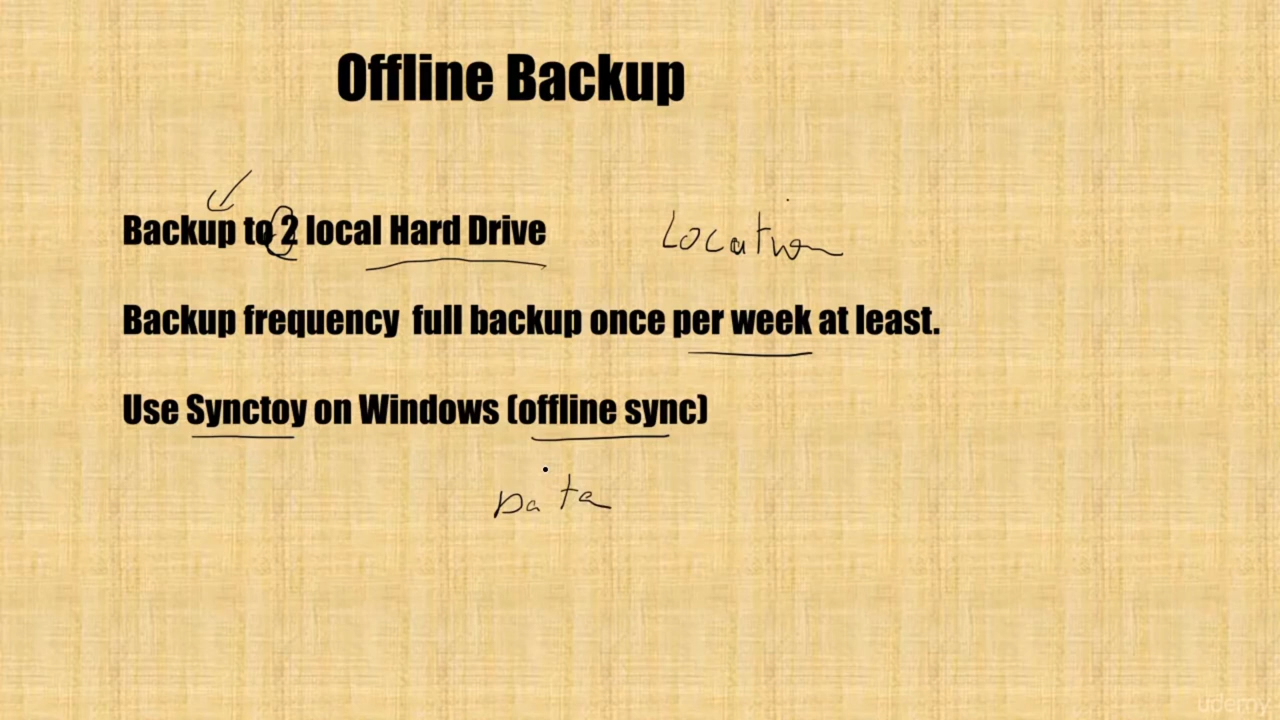 Offline Backup
Backup to 2 local Hard Drive Location
Backup frequency  full backup once per week at least.
Use Synctoy on Windows (offline sync)
Data
udemy